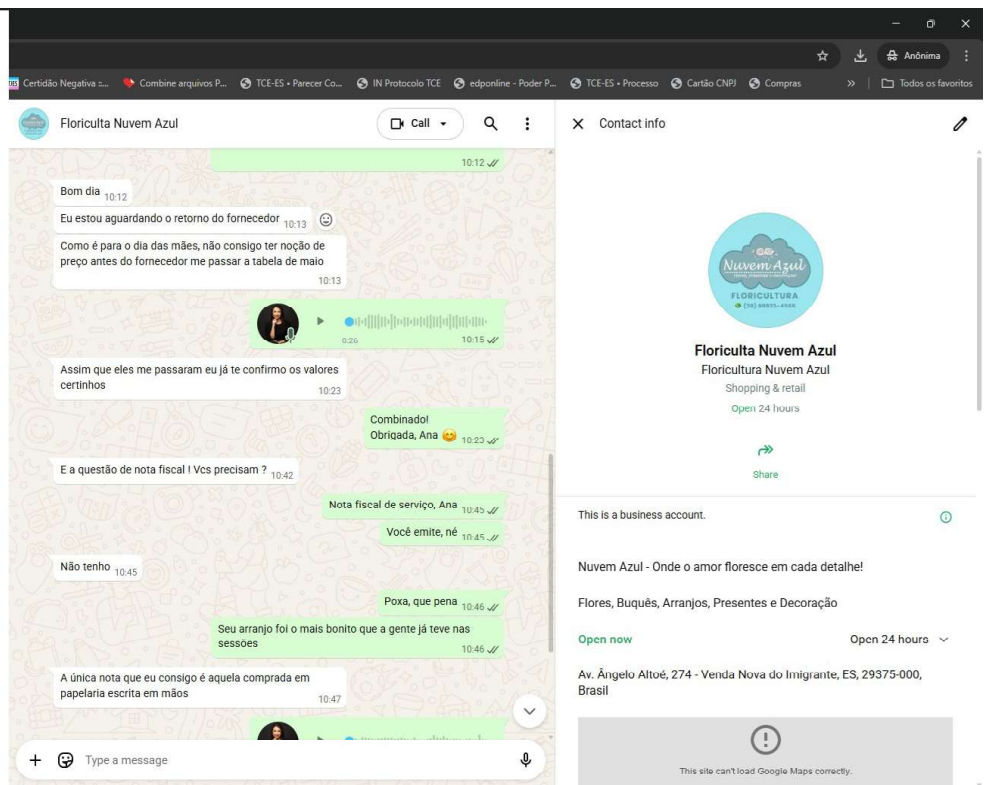 Anônima
Certidão Negativa ::...
Combine arquivos P...
TCE-ES • Parecer Co...
IN Protocolo TCE
edponline - Poder P...
TCE-ES • Processo
Cartão CNPJ
Compras
»
Todos os favoritos
Floriculta Nuvem Azul
Call
10:12
Bom dia 10:12
Eu estou aguardando o retorno do fornecedor 10:13
Como é para o dia das mães, não consigo ter noção de
preço antes do fornecedor me passar a tabela de maio
10:13
0:26 10:15
Assim que eles me passaram eu já te confirmo os valores
certinhos
10:23
Combinado!
Obrigada, Ana 😊 10:23
E a questão de nota fiscal ! Vcs precisam ? 10:42
Nota fiscal de serviço, Ana 10:45
Você emite, né 10:45
Não tenho 10:45
Poxa, que pena 10:46
Seu arranjo foi o mais bonito que a gente já teve nas
sessões
10:46
A única nota que eu consigo é aquela comprada em
papelaria escrita em mãos
10:47
Type a message
Contact info
Nuvem Azul
FLORICULTURA
Floriculta Nuvem Azul
Floricultura Nuvem Azul
Shopping & retail
Open 24 hours
Share
This is a business account.
Nuvem Azul - Onde o amor floresce em cada detalhe!
Flores, Buquês, Arranjos, Presentes e Decoração
Open now
Open 24 hours
Av. Ângelo Altoé, 274 - Venda Nova do Imigrante, ES, 29375-000,
Brasil
This site can't load Google Maps correctly.